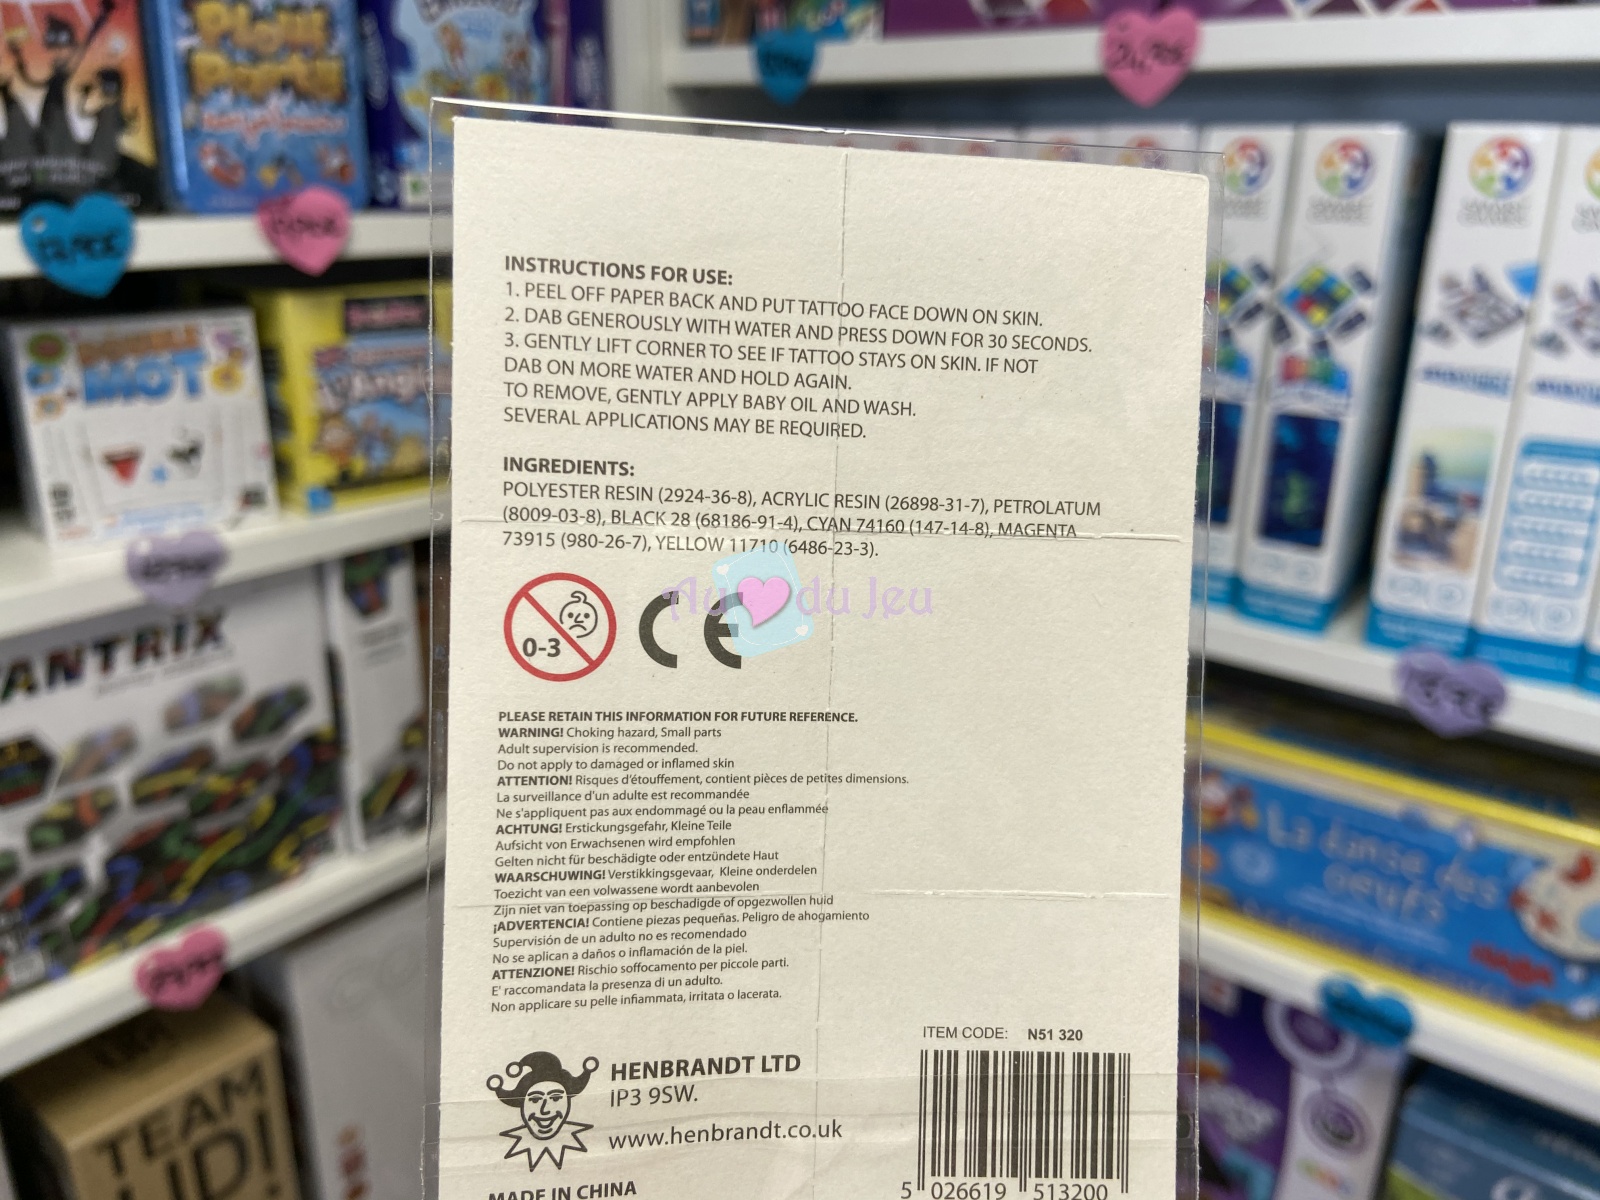 INSTRUCTIONS FOR USE:
1. PEEL OFF PAPER BACK AND PUT TATTOO FACE DOWN ON SKIN.
2. DAB GENEROUSLY WITH WATER AND PRESS DOWN FOR 30 SECONDS.
3. GENTLY LIFT CORNER TO SEE IF TATTOO STAYS ON SKIN. IF NOT
DAB ON MORE WATER AND HOLD AGAIN.
TO REMOVE, GENTLY APPLY BABY OIL AND WASH.
SEVERAL APPLICATIONS MAY BE REQUIRED.
INGREDIENTS:
POLYESTER RESIN (2924-36-8), ACRYLIC RESIN (26898-31-7), PETROLATUM
(8009-03-8), BLACK 28 (68186-91-4), CYAN 74160 (147-14-8), MAGENTA
73915 (980-26-7), YELLOW 11710 (6486-23-3).
0-3
CE
Au du Jeu
PLEASE RETAIN THIS INFORMATION FOR FUTURE REFERENCE.
WARNING! Choking hazard, Small parts
Adult supervision is recommended.
Do not apply to damaged or inflamed skin
ATTENTION! Risques d'étouffement, contient pièces de petites dimensions.
La surveillance d'un adulte est recommandée
Ne s'appliquent pas aux endommagé ou la peau enflammée
ACHTUNG! Erstickungsgefahr, Kleine Teile
Aufsicht von Erwachsenen wird empfohlen
Gelten nicht für beschädigte oder entzündete Haut
WAARSCHUWING! Verstikkingsgevaar, Kleine onderdelen
Toezicht van een volwassene wordt aanbevolen
Zijn niet van toepassing op beschadigde of opgezwollen huid
¡ADVERTENCIA! Contiene piezas pequeñas. Peligro de ahogamiento
Supervisión de un adulto no es recomendado
No se aplican a daños o inflamación de la piel.
ATTENZIONE! Rischio soffocamento per piccole parti.
E' raccomandata la presenza di un adulto.
Non applicare su pelle infiammata, irritata o lacerata.
ITEM CODE: N51 320
HENBRANDT LTD
IP3 9SW.
www.henbrandt.co.uk
MADE IN CHINA
5 026619 513200
ANTRIX
TEAM
UP!
La danse des
oeufs
HABA